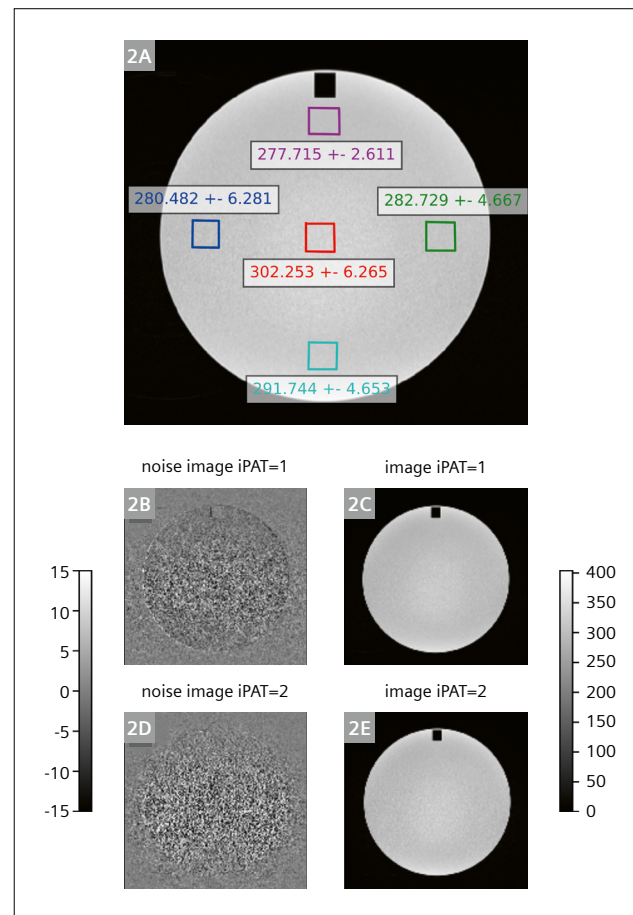 2A
277.715 +- 2.611
280.482 +- 6.281
282.729 +- 4.667
302.253 +- 6.265
291.744 +- 4.653
noise image iPAT=1
image iPAT=1
2B
2C
15
10
5
0
-5
-10
-15
400
350
300
250
200
150
100
50
0
noise image iPAT=2
image iPAT=2
2D
2E